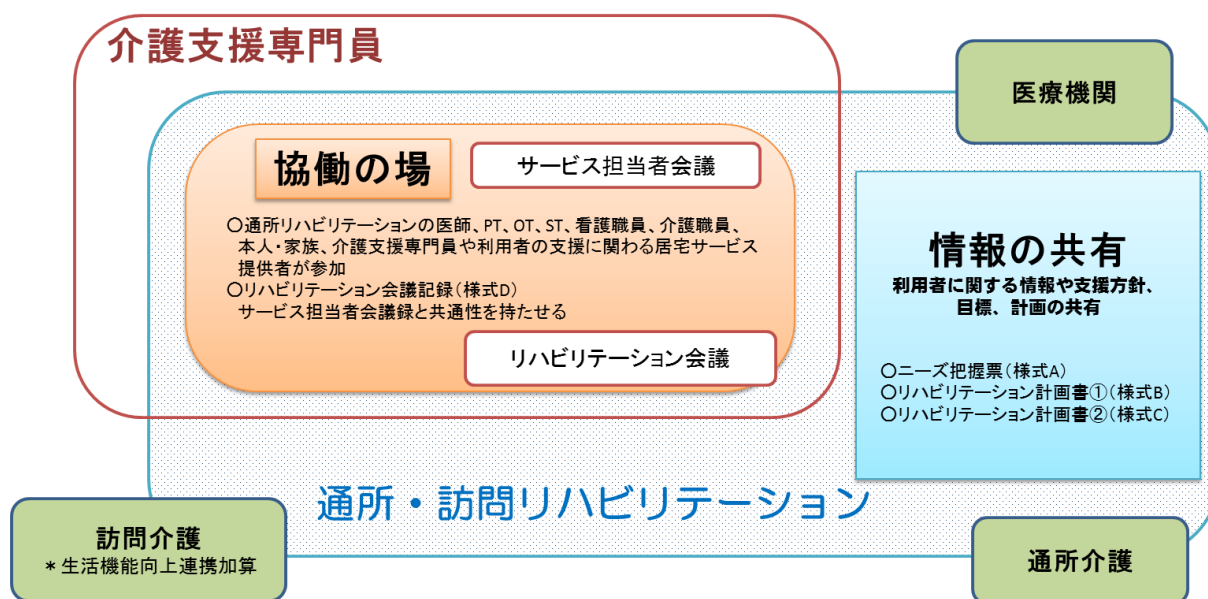 介護支援専門員
医療機関
協働の場
サービス担当者会議
○通所リハビリテーションの医師、PT、OT、ST、看護職員、介護職員、
本人・家族、介護支援専門員や利用者の支援に関わる居宅サービス
提供者が参加
○リハビリテーション会議記録(様式D)
サービス担当者会議録と共通性を持たせる
リハビリテーション会議
情報の共有
利用者に関する情報や支援方針、
目標、計画の共有
○ニーズ把握票(様式A)
○リハビリテーション計画書①(様式B)
○リハビリテーション計画書②(様式C)
通所・訪問リハビリテーション
訪問介護
＊生活機能向上連携加算
通所介護